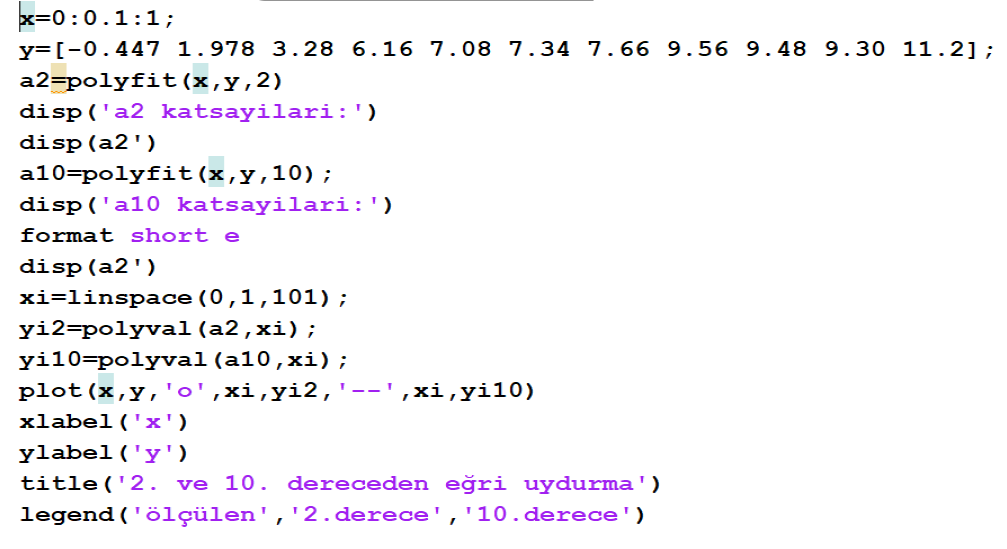 x=0:0.1:1;
y=[-0.447 1.978 3.28 6.16 7.08 7.34 7.66 9.56 9.48 9.30 11.2];
a2=polyfit(x,y,2)
disp('a2 katsayilari:')
disp(a2')
a10=polyfit(x,y,10);
disp('a10 katsayilari:')
format short e
disp(a2')
xi=linspace(0,1,101);
yi2=polyval(a2,xi);
yi10=polyval(a10,xi);
plot(x,y,'o',xi,yi2,'--',xi,yi10)
xlabel('x')
ylabel('y')
title('2. ve 10. dereceden eğri uydurma')
legend('ölçülen','2.derece','10.derece')